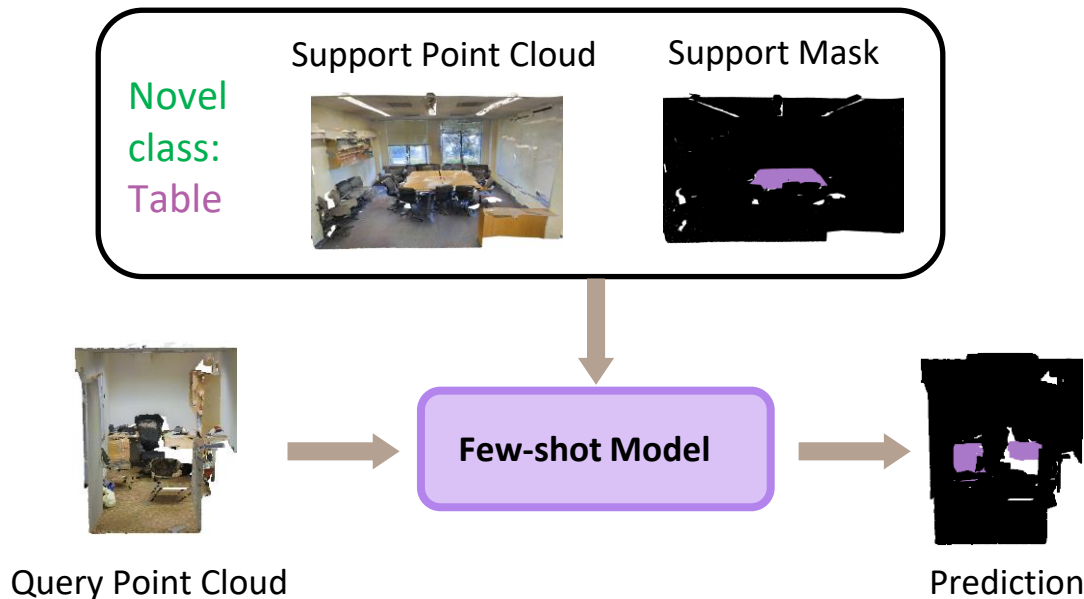 Support Point Cloud
Support Mask
Novel
class:
Table
Few-shot Model
Query Point Cloud
Prediction